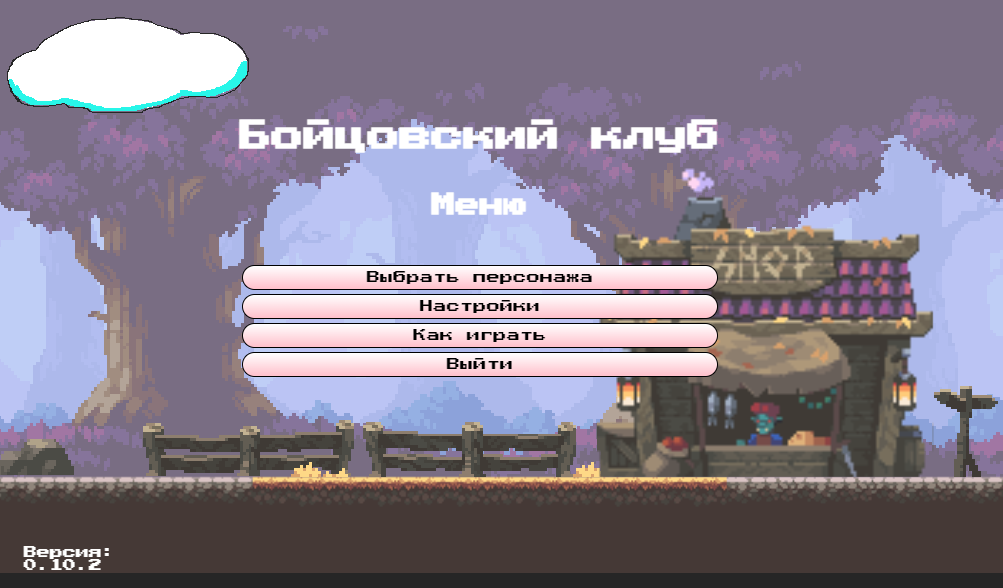 Бойцовский клуб
Меню
SHOP
Выбрать персонажа
Настройки
Как играть
Выйти
Версия:
0.10.2